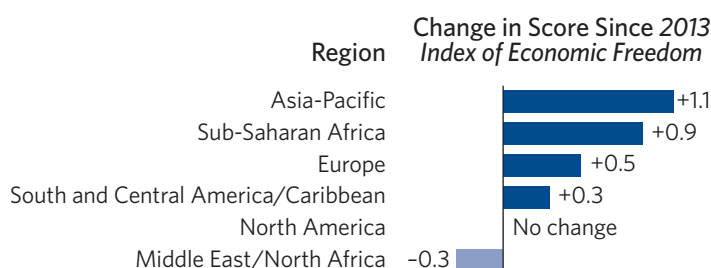 Change in Score Since 2013
Region Index of Economic Freedom
Asia-Pacific +1.1
Sub-Saharan Africa +0.9
Europe +0.5
South and Central America/Caribbean +0.3
North America No change
Middle East/North Africa –0.3